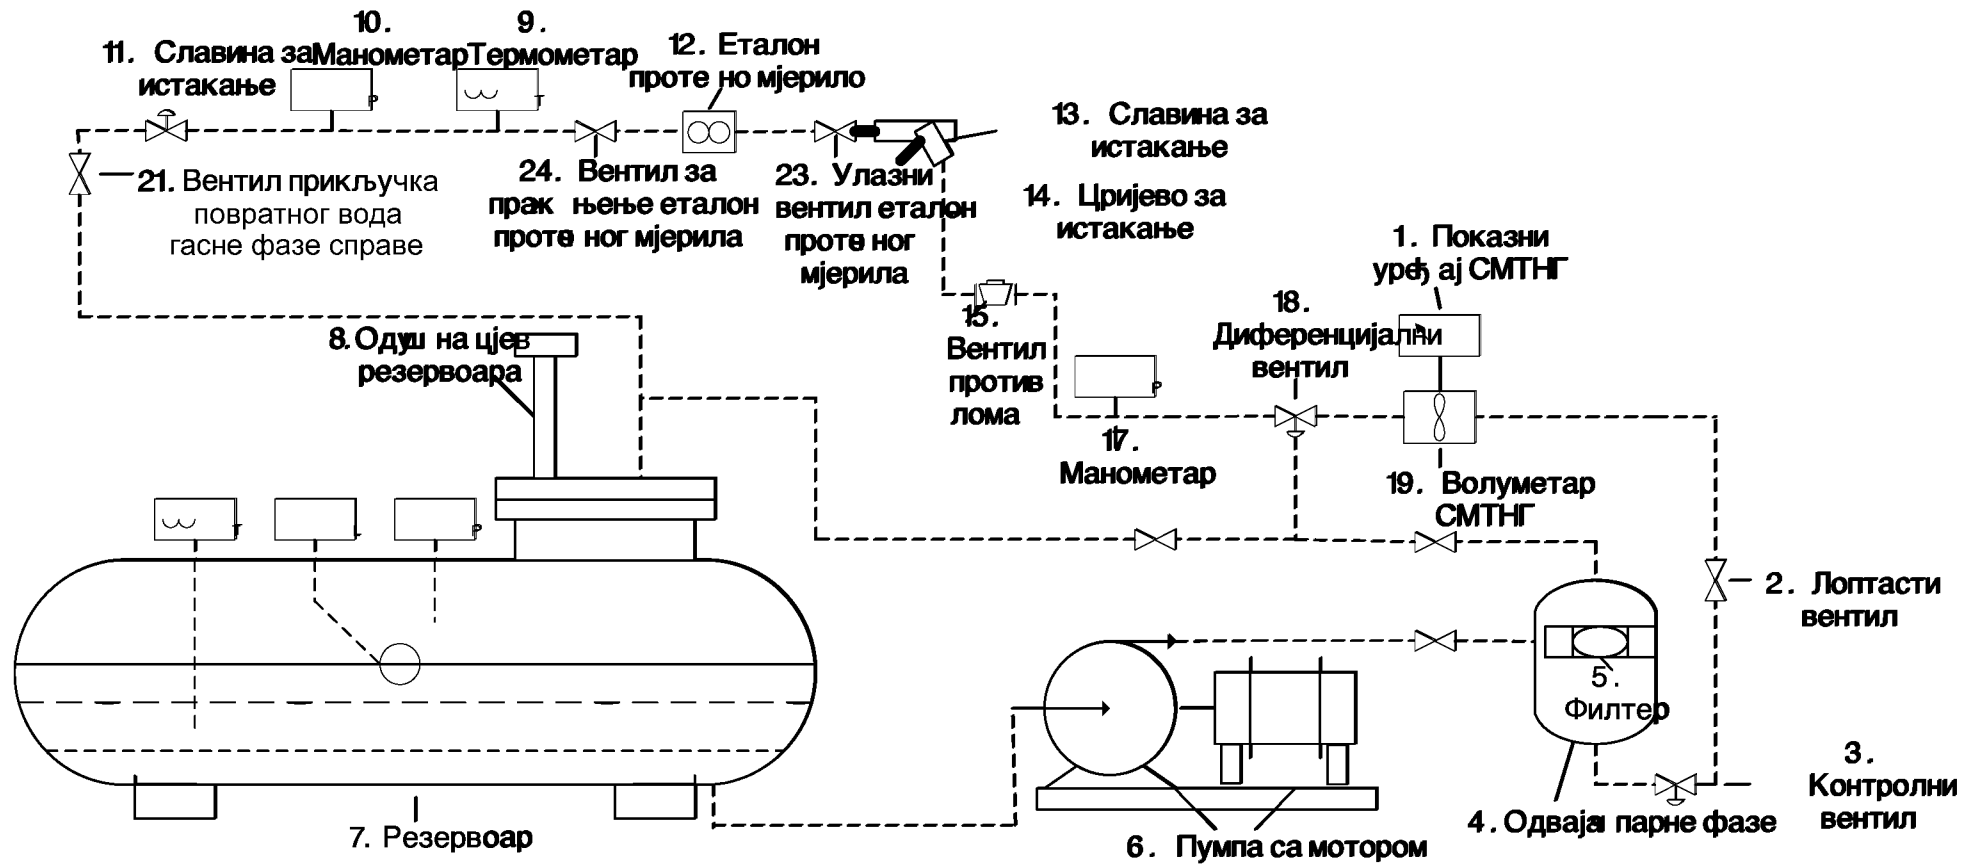 11. Славина за
истакање
10.
Манометар
9.
Термометар
12. Еталон
проте но мјерило
13. Славина за
истакање
14. Цријево за
истакање
21. Вентил прикључка
повратног вода
гасне фазе справе
24. Вентил за
праж њење еталон
проте ног мјерила
23. Улазни
вентил еталон
проте ног
мјерила
1. Показни
уређ ај СМТНГ
18.
Диференцијални
вентил
15.
Вентил
против
лома
8. Одуш на цјев
резервоара
17.
Манометар
19. Волуметар
СМТНГ
2. Лоптасти
вентил
5.
Филтер
3.
Контролни
вентил
4. Одваја парне фазе
7. Резервоар
6. Пумпа са мотором
P
T
P
T
L
P